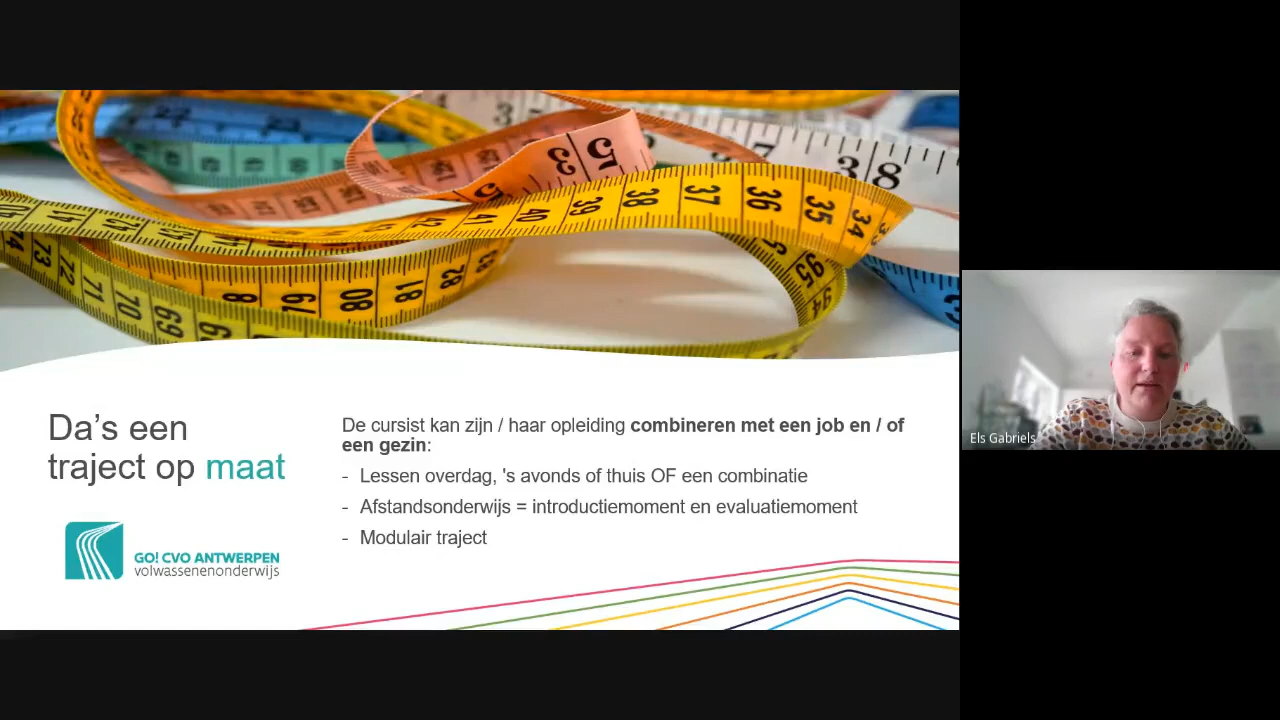 Da’s een
traject op maat
GO! CVO ANTWERPEN
volwassenenonderwijs
De cursist kan zijn / haar opleiding combineren met een job en / of
een gezin:
- Lessen overdag, 's avonds of thuis OF een combinatie
- Afstandsonderwijs = introductiemoment en evaluatiemoment
- Modulair traject
Els Gabriels